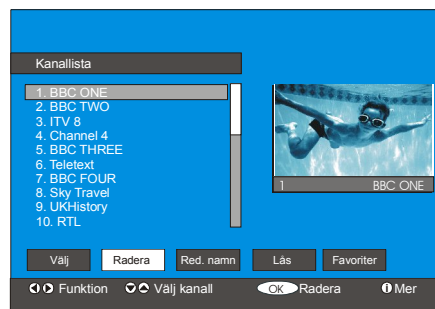 Kanallista
1. BBC ONE
2. BBC TWO
3. ITV 8
4. Channel 4
5. BBC THREE
6. Teletext
7. BBC FOUR
8. Sky Travel
9. UKHistory
10. RTL
1 BBC ONE
Välj Radera Red. namn Lås Favoriter
Funktion Välj kanall OK Radera i Mer